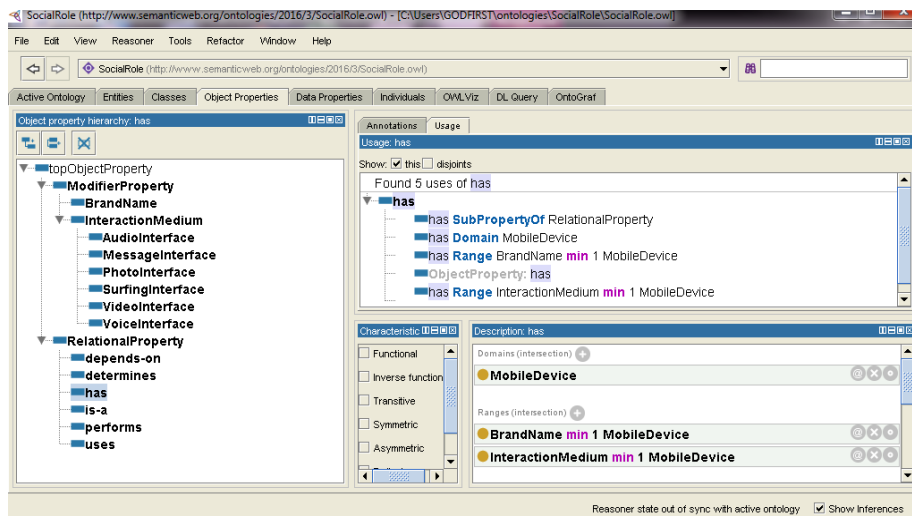 SocialRole (http://www.semanticweb.org/ontologies/2016/3/SocialRole.owl) - [C:\Users\GODFIRST\ontologies\SocialRole\SocialRole.owl]
File Edit View Reasoner Tools Refactor Window Help
SocialRole (http://www.semanticweb.org/ontologies/2016/3/SocialRole.owl)
Active Ontology Entities Classes Object Properties Data Properties Individuals OWLViz DL Query OntoGraf
Object property hierarchy: has
topObjectProperty
ModifierProperty
BrandName
InteractionMedium
AudioInterface
MessageInterface
PhotoInterface
SurfingInterface
VideoInterface
VoiceInterface
RelationalProperty
depends-on
determines
has
is-a
performs
uses
Annotations Usage
Usage: has
Show: this disjoints
Found 5 uses of has
has
has SubPropertyOf RelationalProperty
has Domain MobileDevice
has Range BrandName min 1 MobileDevice
ObjectProperty: has
has Range InteractionMedium min 1 MobileDevice
Characteristic
Functional
Inverse function
Transitive
Symmetric
Asymmetric
Description: has
Domains (intersection)
MobileDevice
Ranges (intersection)
BrandName min 1 MobileDevice
InteractionMedium min 1 MobileDevice
Reasoner state out of sync with active ontology Show Inferences